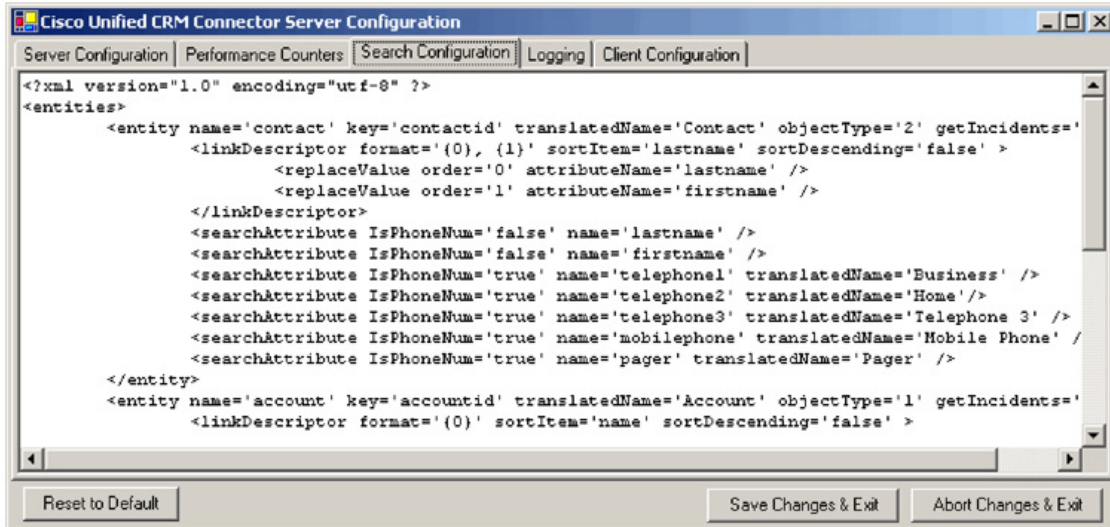 Cisco Unified CRM Connector Server Configuration
Server Configuration Performance Counters Search Configuration Logging Client Configuration
<?xml version="1.0" encoding="utf-8" ?>
<entities>
<entity name='contact' key='contactid' translatedName='Contact' objectType='2' getIncidents='
<linkDescriptor format='{0}, {1}' sortItem='lastname' sortDescending='false' >
<replaceValue order='0' attributeName='lastname' />
<replaceValue order='1' attributeName='firstname' />
</linkDescriptor>
<searchAttribute IsPhoneNum='false' name='lastname' />
<searchAttribute IsPhoneNum='false' name='firstname' />
<searchAttribute IsPhoneNum='true' name='telephone1' translatedName='Business' />
<searchAttribute IsPhoneNum='true' name='telephone2' translatedName='Home'/>
<searchAttribute IsPhoneNum='true' name='telephone3' translatedName='Telephone 3' />
<searchAttribute IsPhoneNum='true' name='mobilephone' translatedName='Mobile Phone' /
<searchAttribute IsPhoneNum='true' name='pager' translatedName='Pager' />
</entity>
<entity name='account' key='accountid' translatedName='Account' objectType='1' getIncidents='
<linkDescriptor format='{0}' sortItem='name' sortDescending='false' >
Reset to Default Save Changes & Exit Abort Changes & Exit